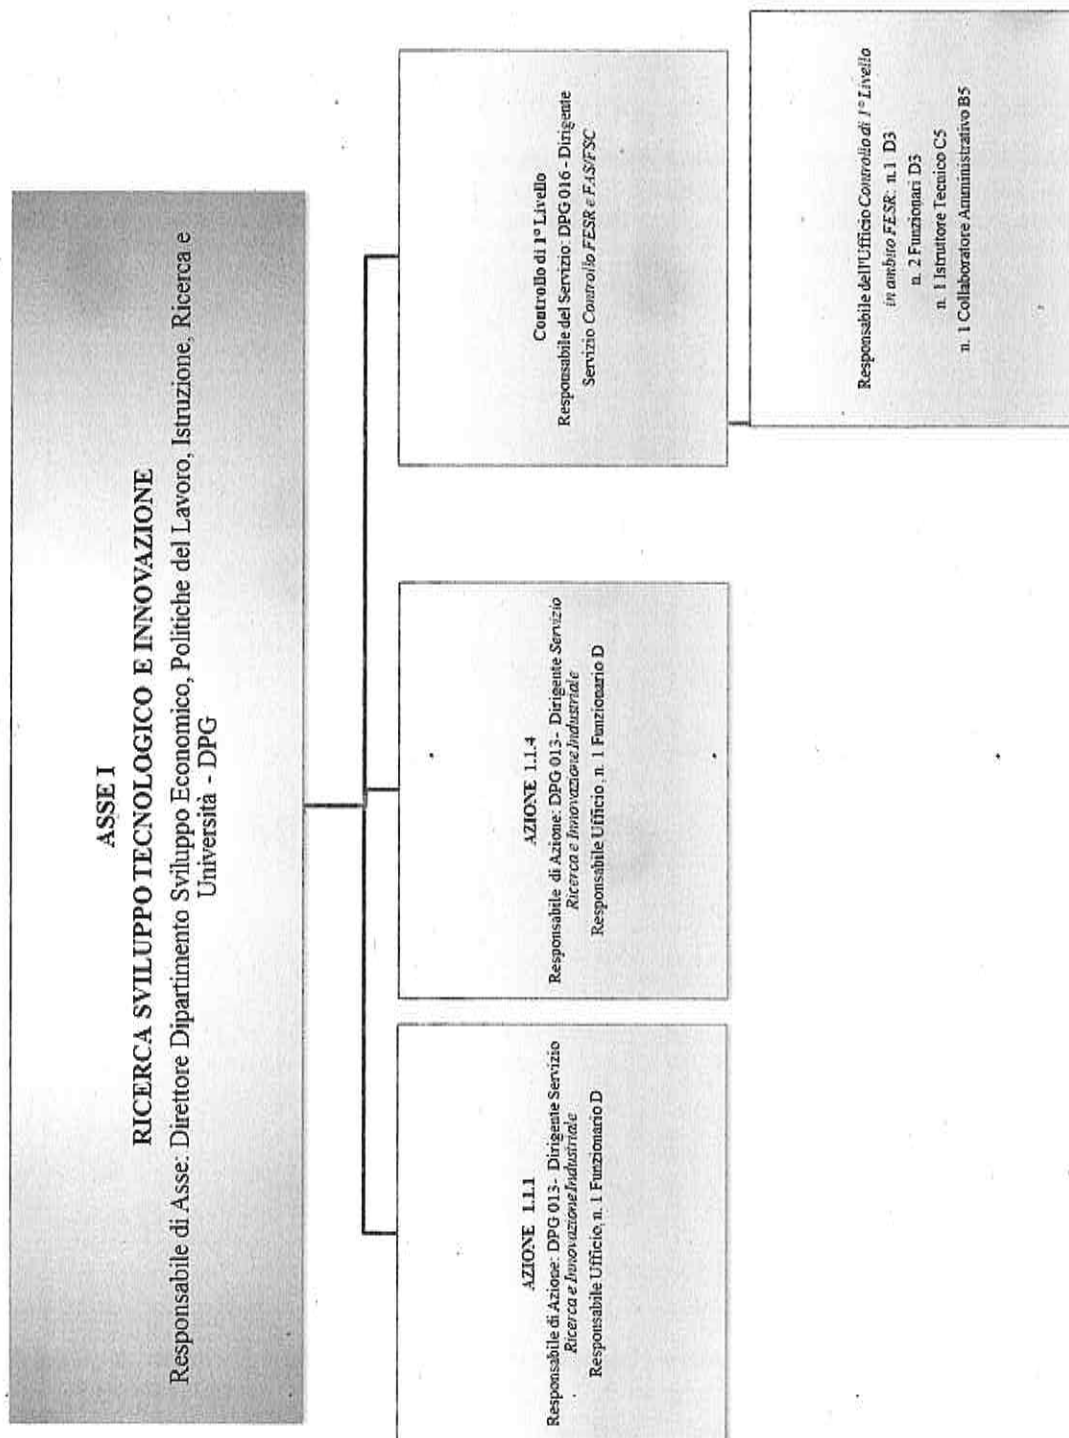 ASSE I
RICERCA SVILUPPO TECNOLOGICO E INNOVAZIONE
Responsabile di Asse: Direttore Dipartimento Sviluppo Economico, Politiche del Lavoro, Istruzione, Ricerca e
Università - DPG
AZIONE 1.1.1
Responsabile di Azione: DPG 013- Dirigente Servizio
Ricerca e Innovazione Industriale
Responsabile Ufficio, n. 1 Funzionario D
AZIONE 1.1.4
Responsabile di Azione: DPG 013- Dirigente Servizio
Ricerca e Innovazione Industriale
Responsabile Ufficio, n. 1 Funzionario D
Controllo di 1° Livello
Responsabile del Servizio: DPG 016 - Dirigente
Servizio Controllo FESR e FAS/FSC
Responsabile dell'Ufficio Controllo di 1° Livello
in ambito FESR: n.1 D3
n. 2 Funzionari D3
n. 1 Istruttore Tecnico C5
n. 1 Collaboratore Amministrativo B5